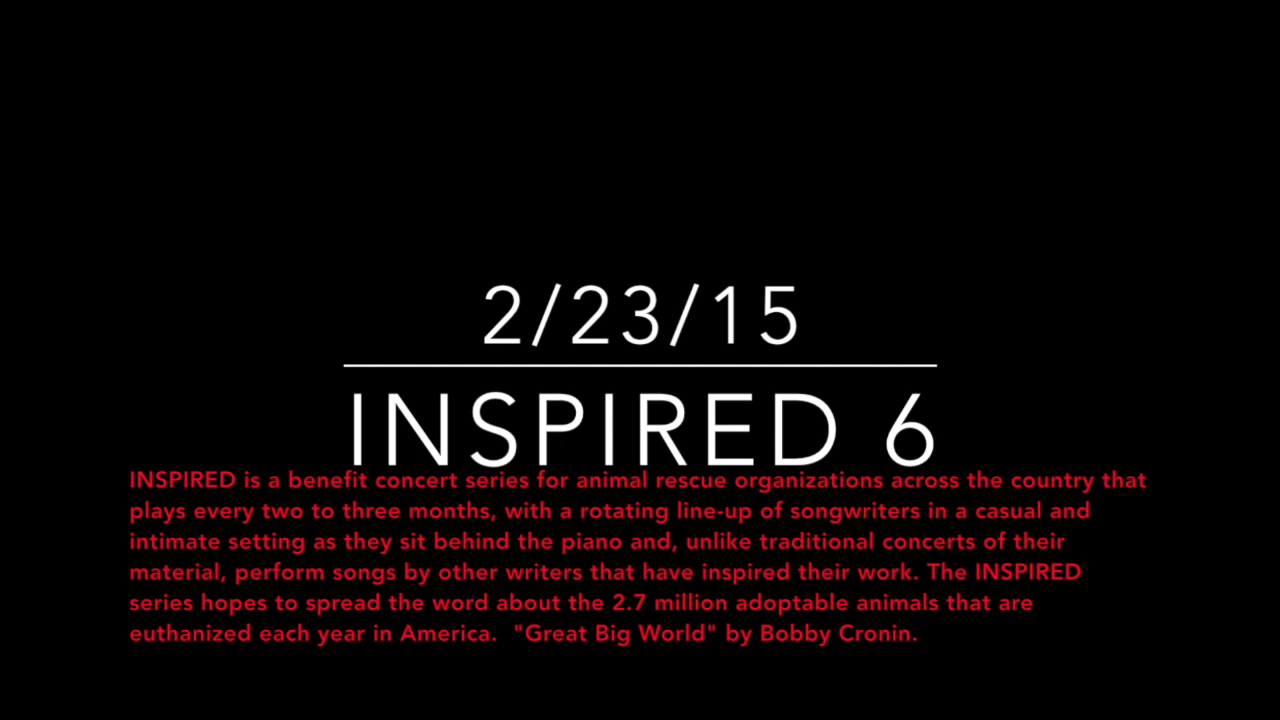 2/23/15
INSPIRED 6
INSPIRED is a benefit concert series for animal rescue organizations across the country that
plays every two to three months, with a rotating line-up of songwriters in a casual and
intimate setting as they sit behind the piano and, unlike traditional concerts of their
material, perform songs by other writers that have inspired their work. The INSPIRED
series hopes to spread the word about the 2.7 million adoptable animals that are
euthanized each year in America.  "Great Big World" by Bobby Cronin.